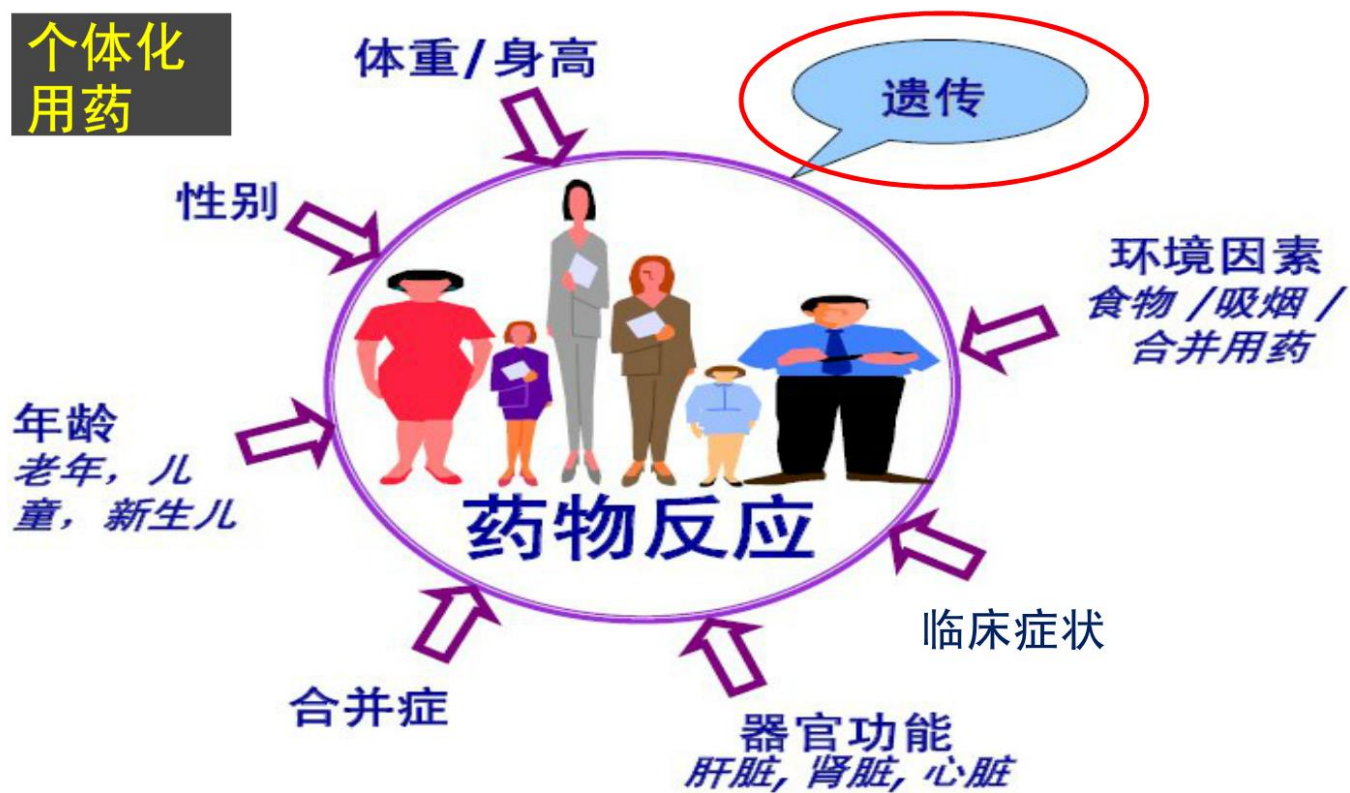 个体化
用药
体重/身高
遗传
性别
环境因素
食物 /吸烟 /
合并用药
年龄
老年，儿
童，新生儿
药物反应
临床症状
合并症
器官功能
肝脏, 肾脏, 心脏